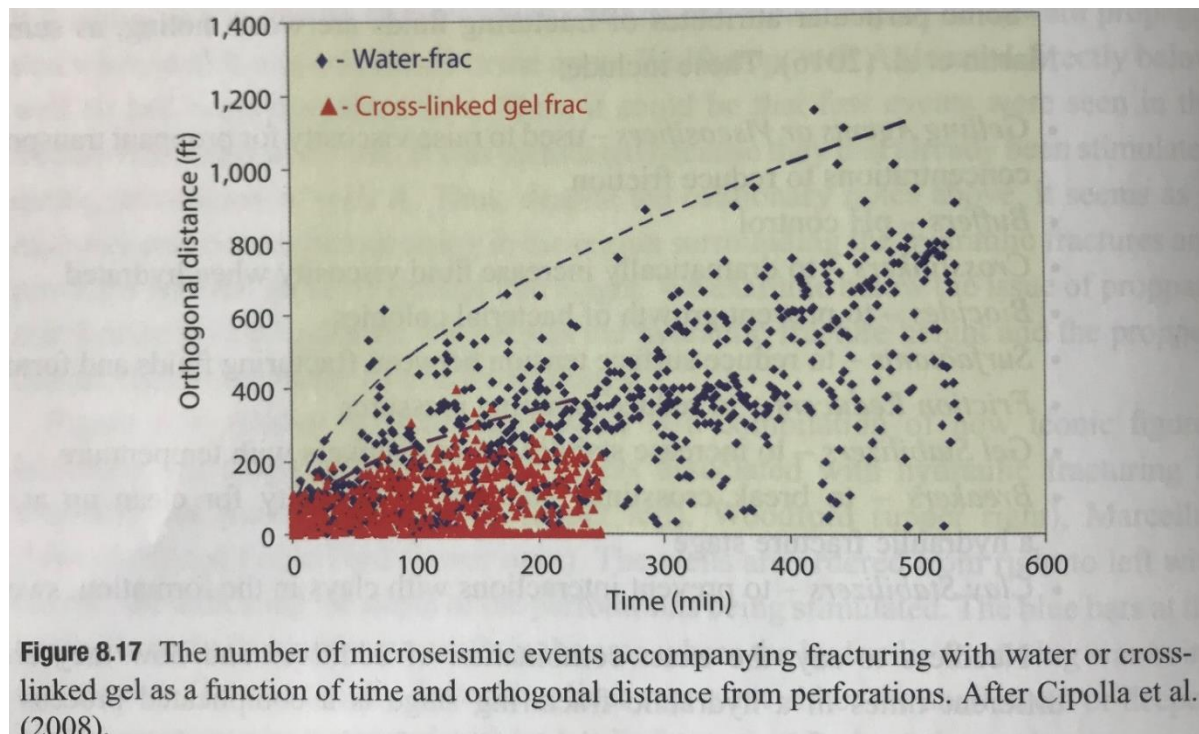 1,400
1,200
1,000
800
600
400
200
0
Orthogonal distance (ft)
- Water-frac
- Cross-linked gel frac
0 100 200 300 400 500 600
Time (min)
Figure 8.17 The number of microseismic events accompanying fracturing with water or cross-
linked gel as a function of time and orthogonal distance from perforations. After Cipolla et al.
(2008).